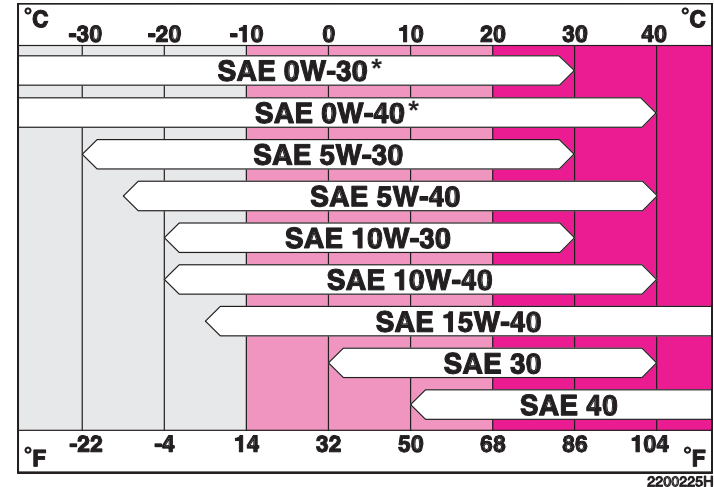 °C -30 -20 -10 0 10 20 30 40 °C
SAE 0W-30*
SAE 0W-40*
SAE 5W-30
SAE 5W-40
SAE 10W-30
SAE 10W-40
SAE 15W-40
SAE 30
SAE 40
°F -22 -4 14 32 50 68 86 104 °F
2200225H